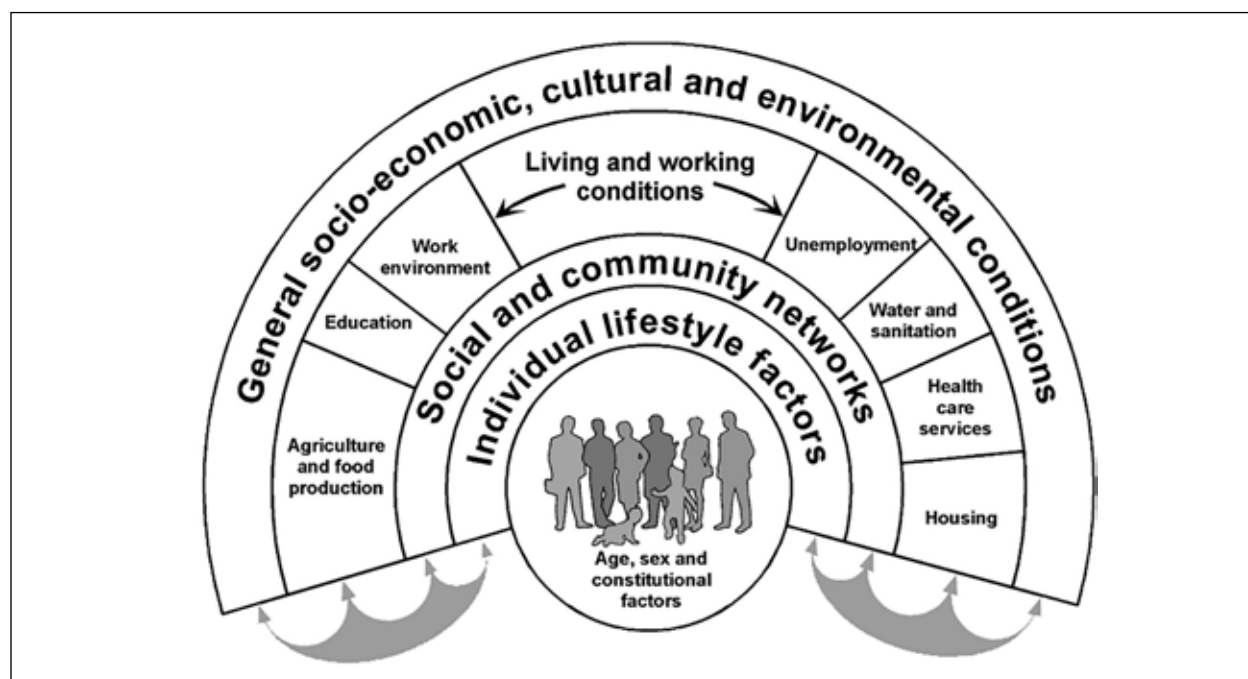 General socio-economic, cultural and environmental conditions
Living and working
conditions
Work
environment
Unemployment
Education
Water and
sanitation
Agriculture
and food
production
Health
care
services
Housing
Social and community networks
Individual lifestyle factors
Age, sex and
constitutional
factors